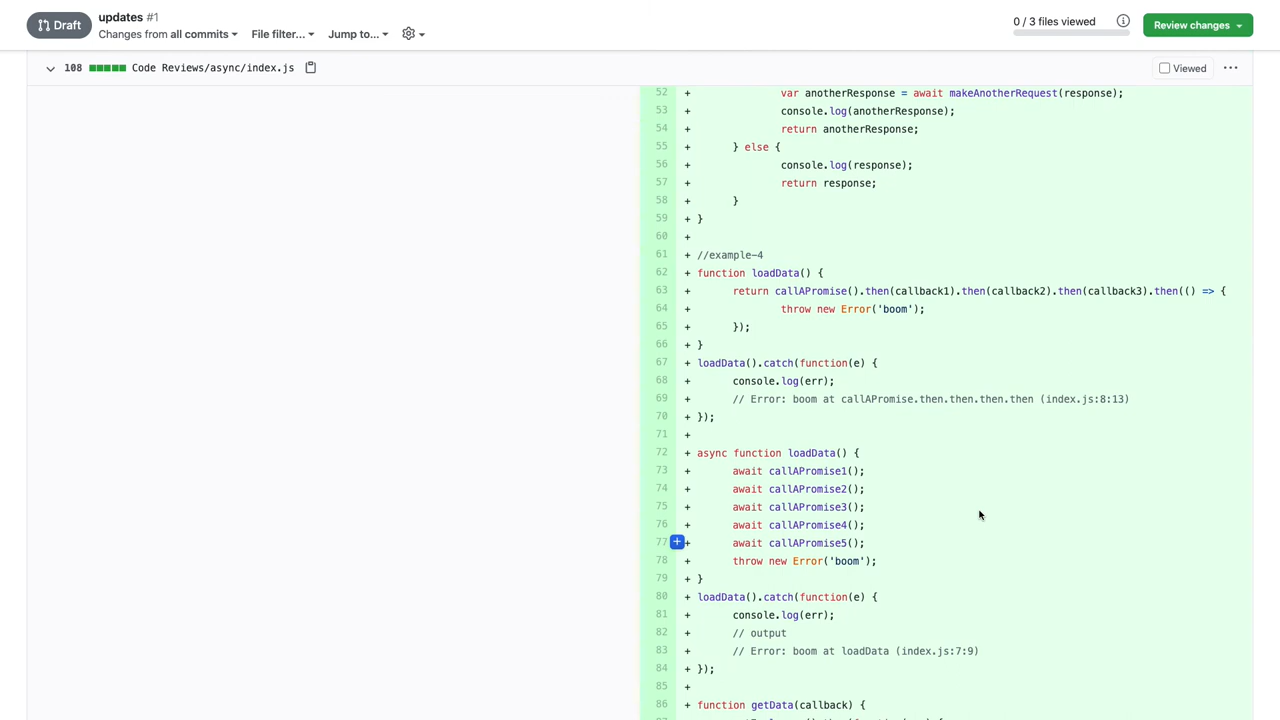 Draft
updates #1
Changes from all commits
File filter...
Jump to...
0 / 3 files viewed
Review changes
108 Code Reviews/async/index.js
Viewed
52 + var anotherResponse = await makeAnotherRequest(response);
53 + console.log(anotherResponse);
54 + return anotherResponse;
55 + } else {
56 + console.log(response);
57 + return response;
58 + }
59 + }
60 +
61 + //example-4
62 + function loadData() {
63 + return callAPromise().then(callback1).then(callback2).then(callback3).then(() => {
64 + throw new Error('boom');
65 + });
66 + }
67 + loadData().catch(function(e) {
68 + console.log(err);
69 + // Error: boom at callAPromise.then.then.then.then (index.js:8:13)
70 + });
71 +
72 + async function loadData() {
73 + await callAPromise1();
74 + await callAPromise2();
75 + await callAPromise3();
76 + await callAPromise4();
77 + await callAPromise5();
78 + throw new Error('boom');
79 + }
80 + loadData().catch(function(e) {
81 + console.log(err);
82 + // output
83 + // Error: boom at loadData (index.js:7:9)
84 + });
85 +
86 + function getData(callback) {